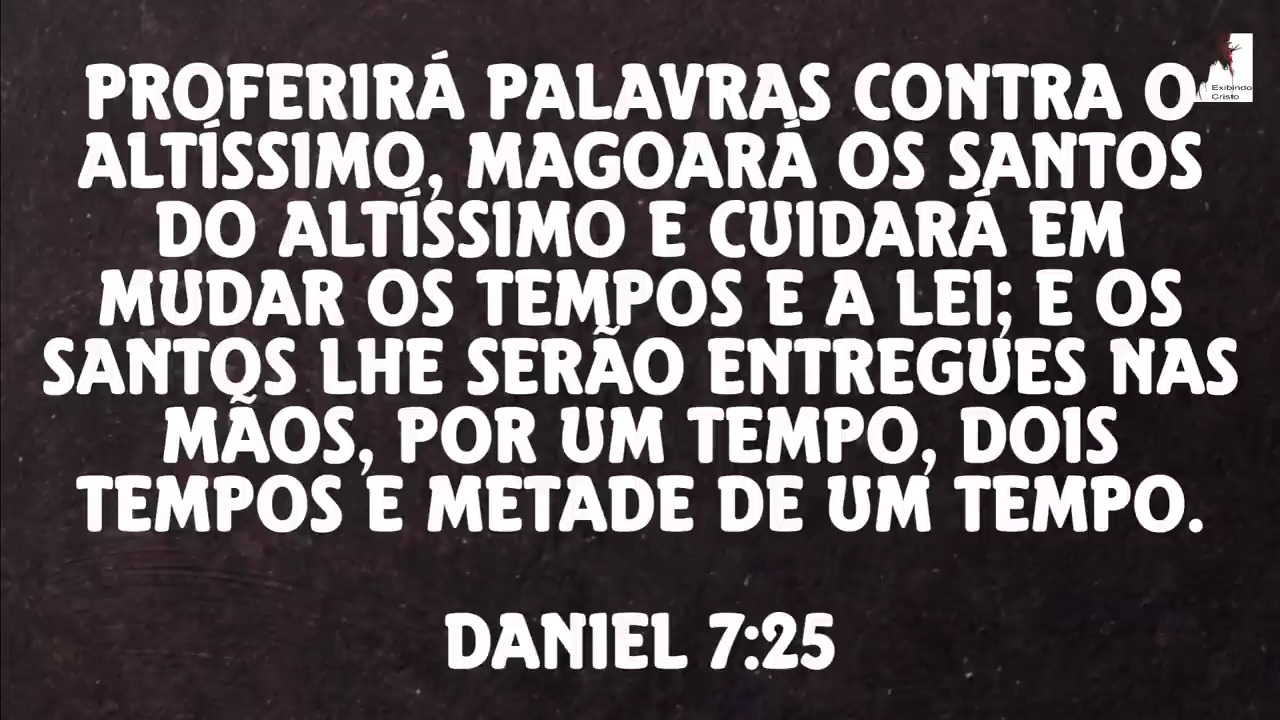 PROFERIRÁ PALAVRAS CONTRA O
ALTÍSSIMO, MAGOARÁ OS SANTOS
DO ALTÍSSIMO E CUIDARÁ EM
MUDAR OS TEMPOS E A LEI; E OS
SANTOS LHE SERÃO ENTREGUES NAS
MÃOS, POR UM TEMPO, DOIS
TEMPOS E METADE DE UM TEMPO.
DANIEL 7:25
Exibindo
Cristo